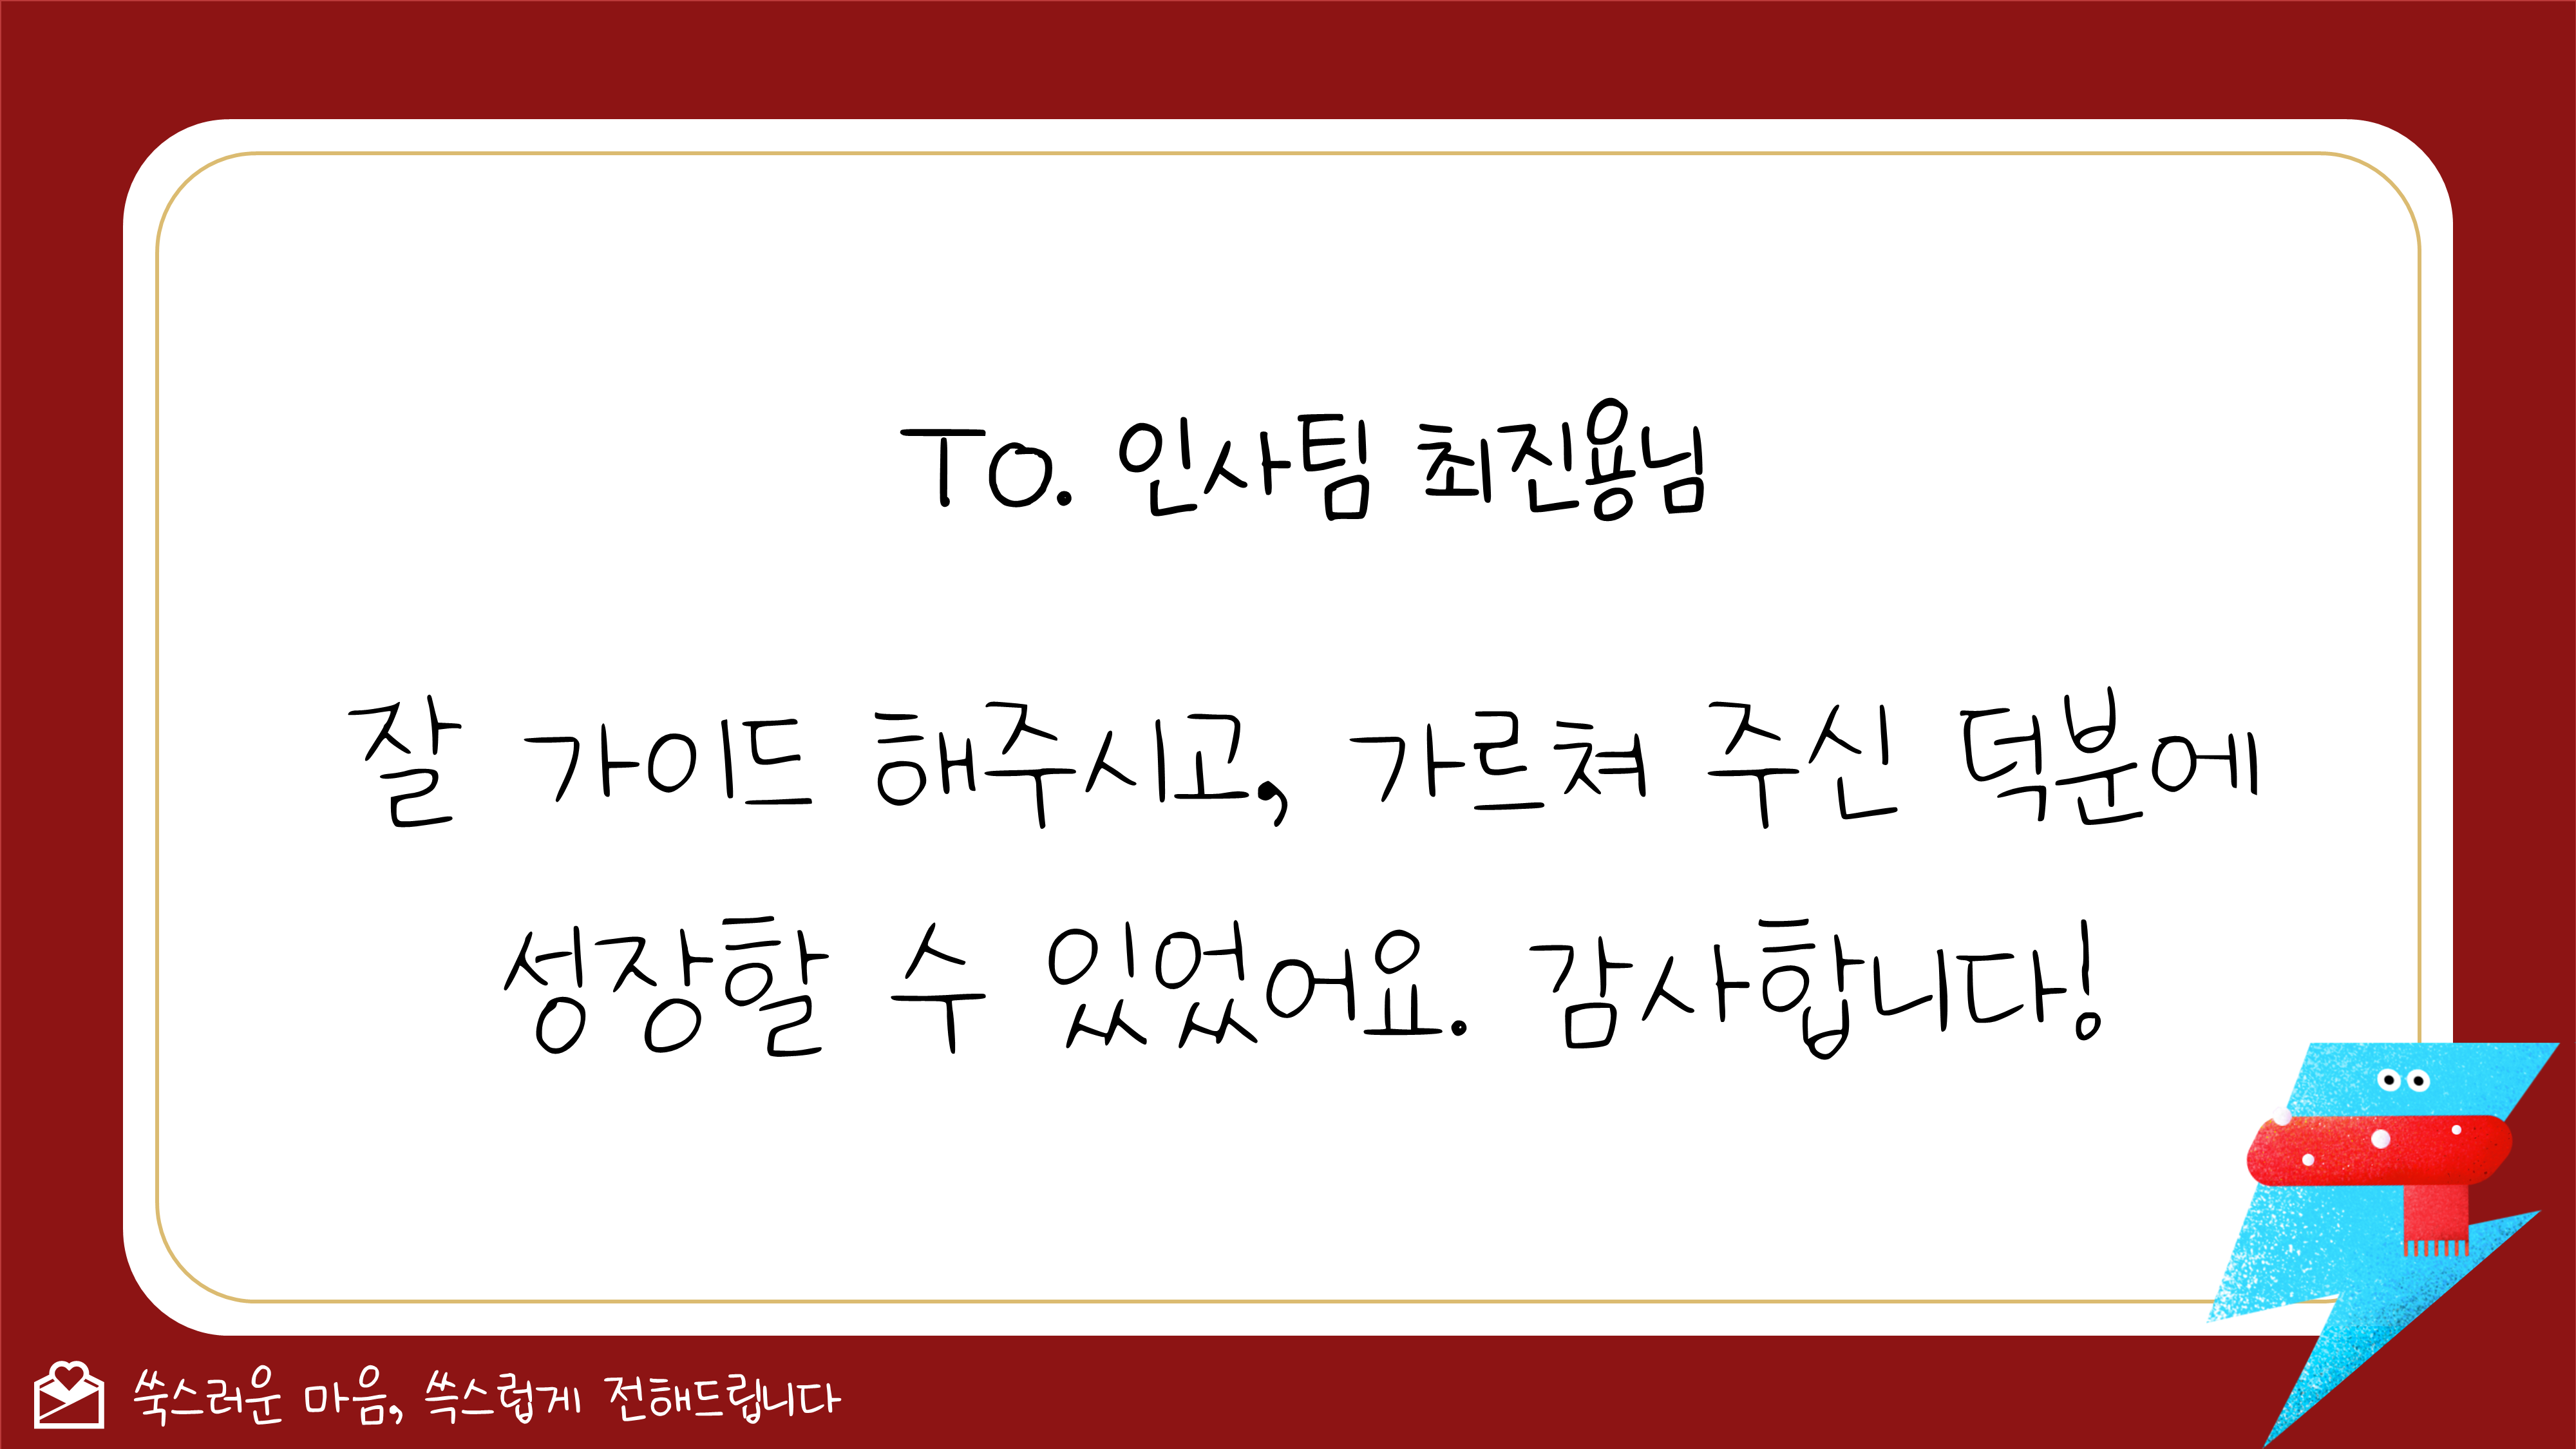 To. 인사팀 최진용님
잘 가이드 해주시고, 가르쳐 주신 덕분에
성장할 수 있었어요. 감사합니다!
쑥스러운 마음, 쓱스럽게 전해드립니다